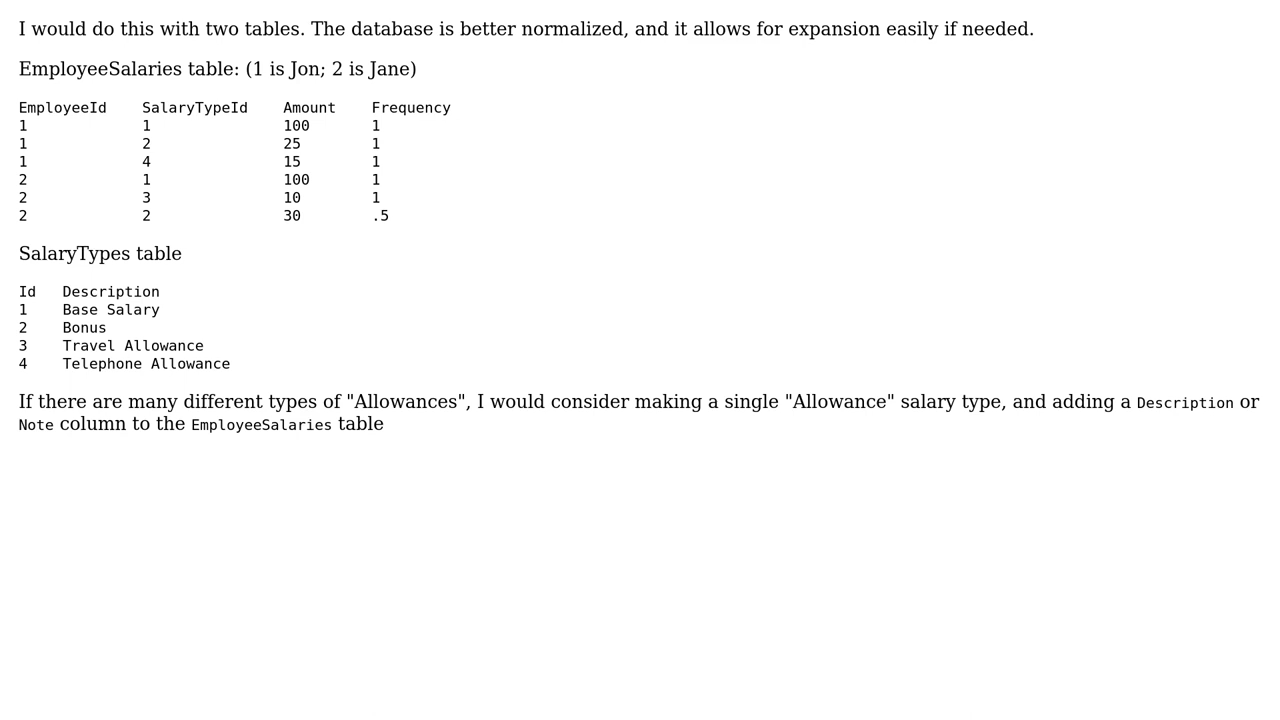 I would do this with two tables. The database is better normalized, and it allows for expansion easily if needed.
EmployeeSalaries table: (1 is Jon; 2 is Jane)
EmployeeId    SalaryTypeId    Amount    Frequency
1             1               100       1
1             2               25        1
1             4               15        1
2             1               100       1
2             3               10        1
2             2               30        .5
SalaryTypes table
Id   Description
1    Base Salary
2    Bonus
3    Travel Allowance
4    Telephone Allowance
If there are many different types of "Allowances", I would consider making a single "Allowance" salary type, and adding a Description or
Note column to the EmployeeSalaries table